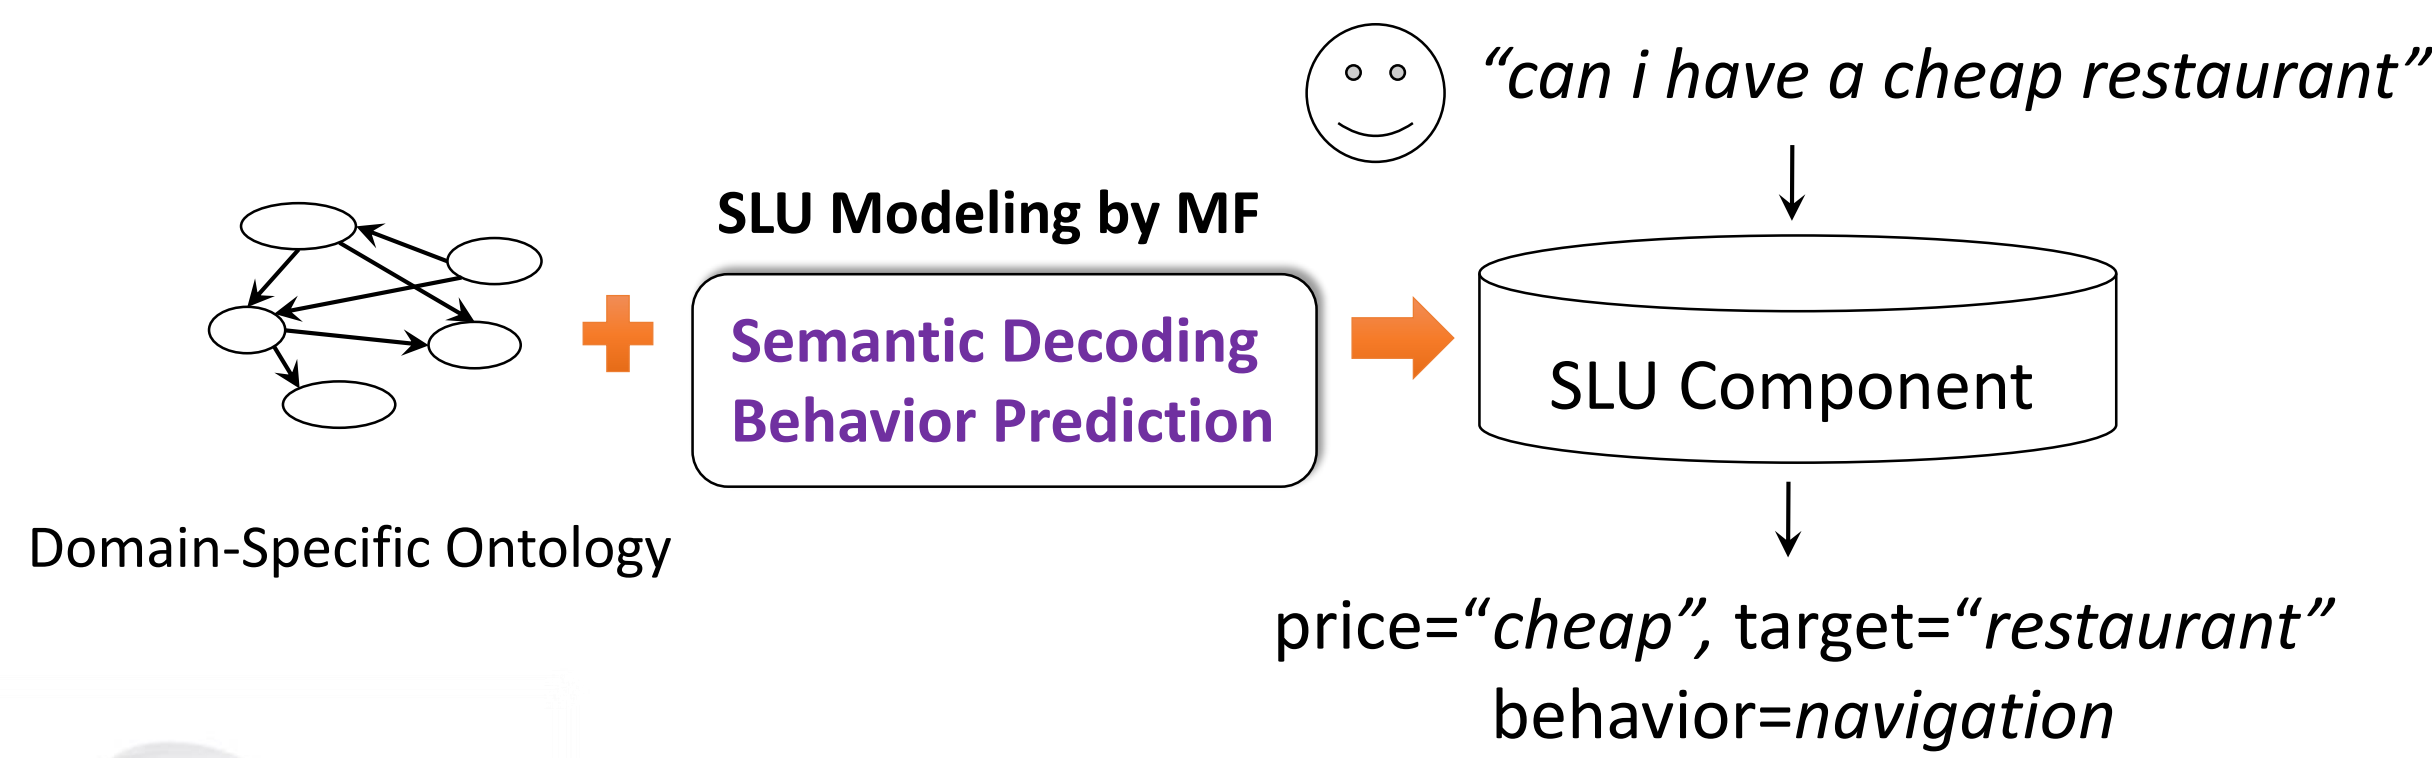 “can i have a cheap restaurant”
SLU Modeling by MF
Semantic Decoding
Behavior Prediction
SLU Component
Domain-Specific Ontology
price=“cheap”, target=“restaurant”
behavior=navigation